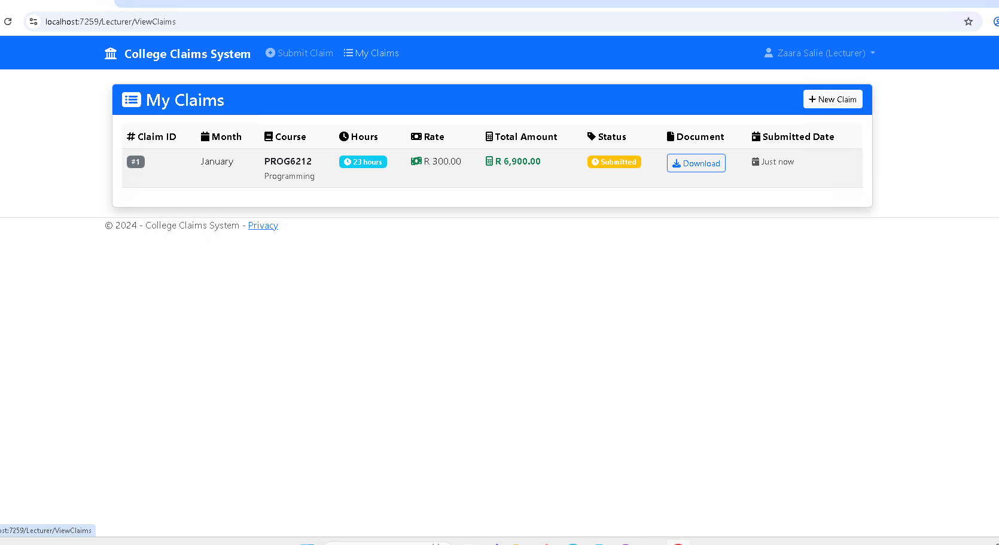 localhost:7259/Lecturer/ViewClaims
College Claims System Submit Claim My Claims Zaara Salie (Lecturer)
My Claims New Claim
# Claim ID Month Course Hours Rate Total Amount Status Document Submitted Date
#1 January PROG6212 23 hours R 300.00 R 6,900.00 Submitted Download Just now
Programming
© 2024 - College Claims System - Privacy
ost:7259/Lecturer/ViewClaims